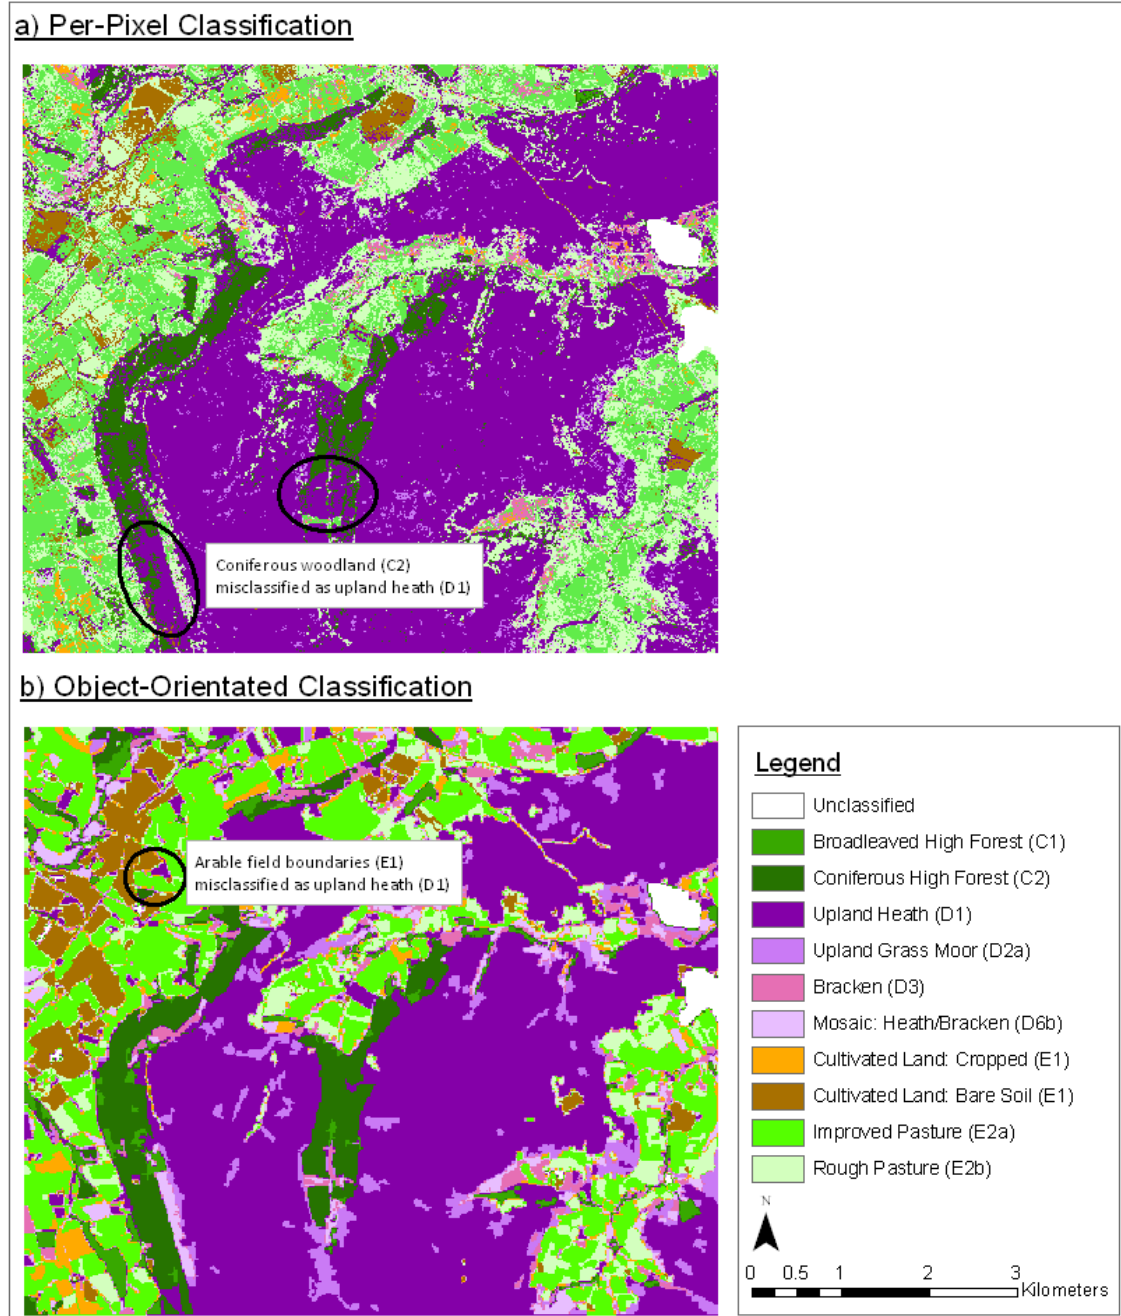 a) Per-Pixel Classification
Coniferous woodland (C2)
misclassified as upland heath (D1)
b) Object-Orientated Classification
Arable field boundaries (E1)
misclassified as upland heath (D1)
Legend
Unclassified
Broadleaved High Forest (C1)
Coniferous High Forest (C2)
Upland Heath (D1)
Upland Grass Moor (D2a)
Bracken (D3)
Mosaic: Heath/Bracken (D6b)
Cultivated Land: Cropped (E1)
Cultivated Land: Bare Soil (E1)
Improved Pasture (E2a)
Rough Pasture (E2b)
N
0 0.5 1 2 3
Kilometers